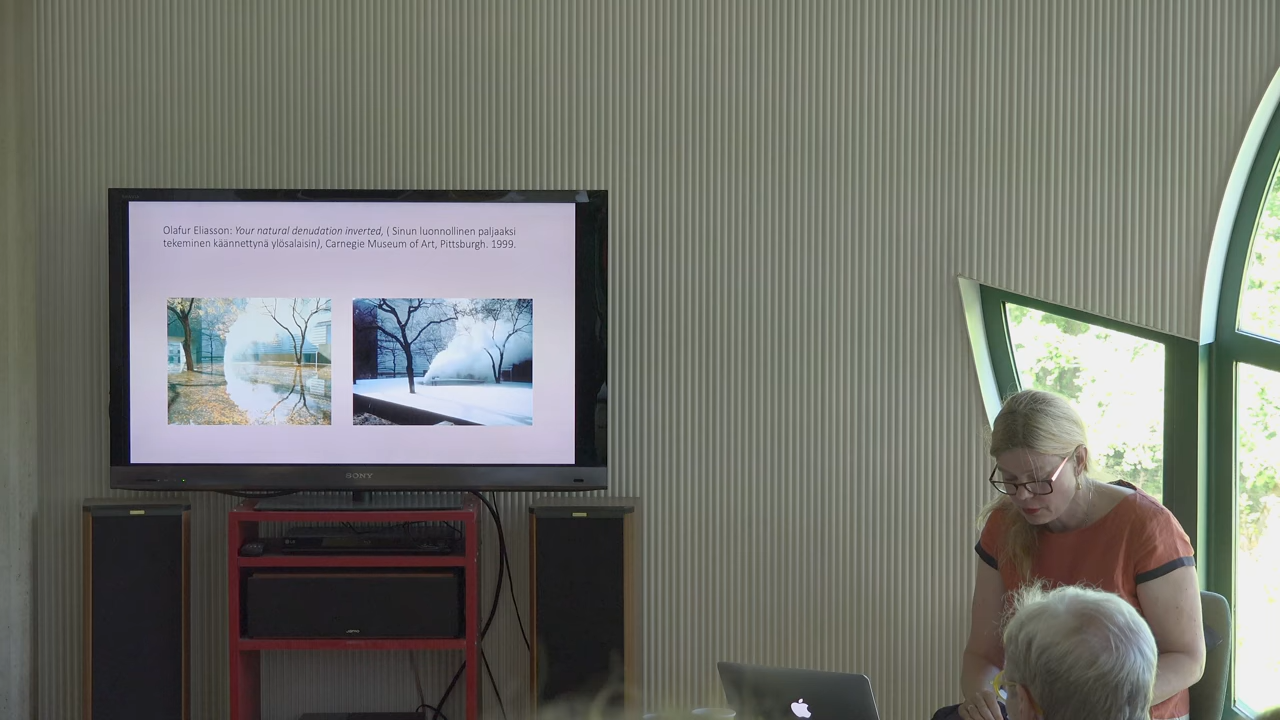 Olafur Eliasson: Your natural denudation inverted, ( Sinun luonnollinen paljaaksi
tekeminen käännettynä ylösalaisin), Carnegie Museum of Art, Pittsburgh. 1999.
SONY
LG